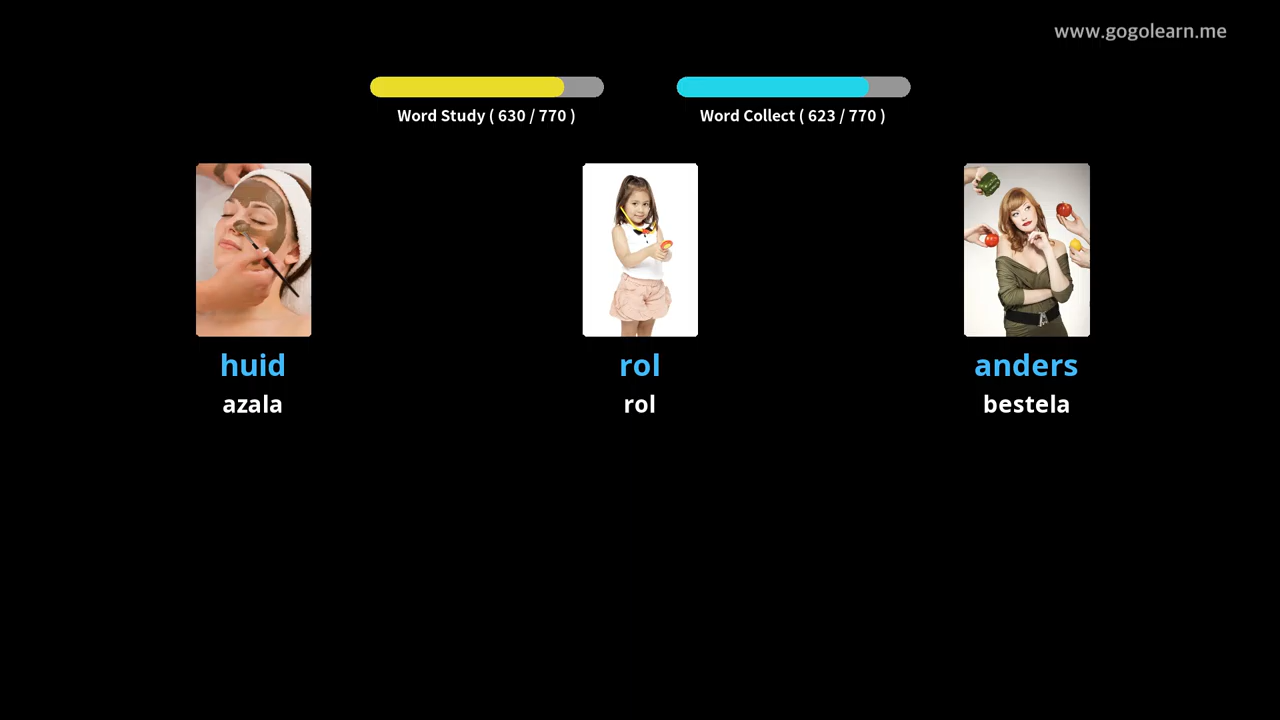 www.gogolearn.me
Word Study ( 630 / 770 )
Word Collect ( 623 / 770 )
huid
rol
anders
azala
rol
bestela